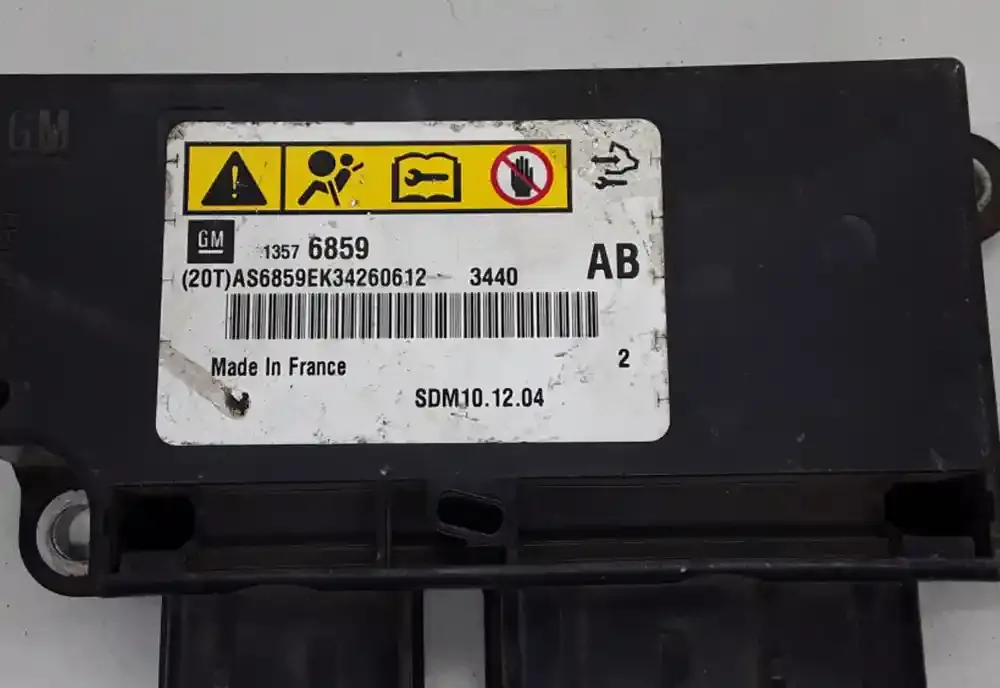 GM
GM 1357 6859
AB
(20T)AS6859EK34260612 3440
Made In France
2
SDM10.12.04